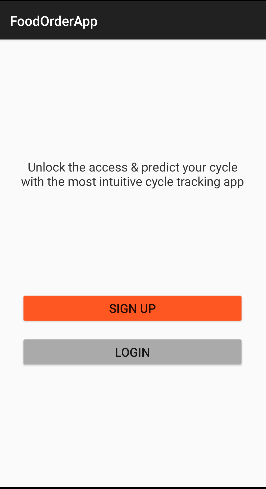 FoodOrderApp
Unlock the access & predict your cycle
with the most intuitive cycle tracking app
SIGN UP
LOGIN